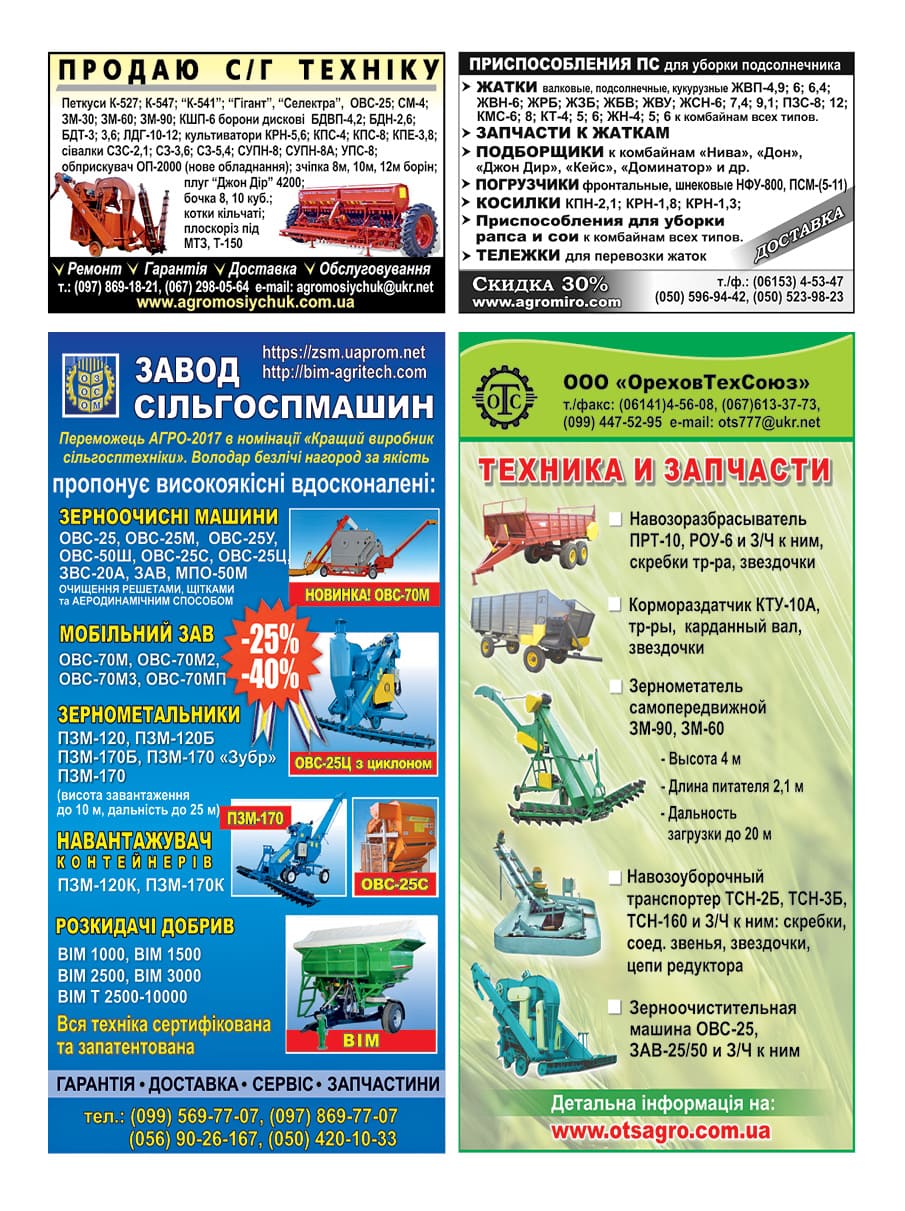 ПРОДАЮ С/Г ТЕХНІКУ
Петкуси К-527; К-547; "К-541"; "Гігант", "Селектра", ОВС-25; СМ-4;
ЗМ-30; ЗМ-60; ЗМ-90; КШП-6 борони дискові БДВП-4,2; БДН-2,6;
БДТ-3; 3,6; ЛДГ-10-12; культиватори КРН-5,6; КПС-4; КПС-8; КПЕ-3,8;
сівалки СЗС-2,1; СЗ-3,6; СЗ-5,4; СУПН-8; СУПН-8А; УПС-8;
обприскувач ОП-2000 (нове обладнання); зчіпка 8м, 10м, 12м борін;
плуг "Джон Дір" 4200;
бочка 8, 10 куб.;
котки кільчаті;
плоскоріз під
МТЗ, Т-150
Ремонт Гарантія Доставка Обслуговування
т.: (097) 869-18-21, (067) 298-05-64 e-mail: agromosiychuk@ukr.net
www.agromosiychuk.com.ua
ПРИСПОСОБЛЕНИЯ ПС для уборки подсолнечника
ЖАТКИ валковые, подсолнечные, кукурузные ЖВП-4,9; 6; 6,4;
ЖВН-6; ЖРБ; ЖЗБ; ЖБВ; ЖВУ; ЖСН-6; 7,4; 9,1; ПЗС-8; 12;
КМС-6; 8; КТ-4; 5; 6; ЖН-4; 5; 6 к комбайнам всех типов.
ЗАПЧАСТИ К ЖАТКАМ
ПОДБОРЩИКИ к комбайнам «Нива», «Дон»,
«Джон Дир», «Кейс», «Доминатор» и др.
ПОГРУЗЧИКИ фронтальные, шнековые НФУ-800, ПСМ-(5-11)
КОСИЛКИ КПН-2,1; КРН-1,8; КРН-1,3;
Приспособления для уборки
рапса и сои к комбайнам всех типов.
ТЕЛЕЖКИ для перевозки жаток
ДОСТАВКА
Скидка 30% т./ф.: (06153) 4-53-47
www.agromiro.com (050) 596-94-42, (050) 523-98-23
ЗОСМ
https://zsm.uaprom.net
http://bim-agritech.com
ЗАВОД
СІЛЬГОСПМАШИН
Переможець АГРО-2017 в номінації «Кращий виробник
сільгосптехніки». Володар безлічі нагород за якість
пропонує високоякісні вдосконалені:
ЗЕРНООЧИСНІ МАШИНИ
ОВС-25, ОВС-25М, ОВС-25У,
ОВС-50Ш, ОВС-25С, ОВС-25Ц,
ЗВС-20А, ЗАВ, МПО-50М
ОЧИЩЕННЯ РЕШЕТАМИ, ЩІТКАМИ
та АЕРОДИНАМІЧНИМ СПОСОБОМ
НОВИНКА! ОВС-70М
МОБІЛЬНИЙ ЗАВ
ОВС-70М, ОВС-70М2,
ОВС-70М3, ОВС-70МП
-25%
-40%
ЗЕРНОМЕТАЛЬНИКИ
ПЗМ-120, ПЗМ-120Б
ПЗМ-170Б, ПЗМ-170 «Зубр»
ПЗМ-170
(висота завантаження
до 10 м, дальність до 25 м)
ОВС-25Ц з циклоном
НАВАНТАЖУВАЧ
КОНТЕЙНЕРІВ
ПЗМ-120К, ПЗМ-170К
ПЗМ-170
ОВС-25С
РОЗКИДАЧІ ДОБРИВ
ВІМ 1000, ВІМ 1500
ВІМ 2500, ВІМ 3000
ВІМ Т 2500-10000
Вся техніка сертифікована
та запатентована
ВІМ
ГАРАНТІЯ • ДОСТАВКА • СЕРВІС • ЗАПЧАСТИНИ
тел.: (099) 569-77-07, (097) 869-77-07
(056) 90-26-167, (050) 420-10-33
ОТС
ООО «ОреховТехСоюз»
т./факс: (06141)4-56-08, (067)613-37-73,
(099) 447-52-95 e-mail: ots777@ukr.net
ТЕХНИКА И ЗАПЧАСТИ
Навозоразбрасыватель
ПРТ-10, РОУ-6 и З/Ч к ним,
скребки тр-ра, звездочки
Кормораздатчик КТУ-10А,
тр-ры, карданный вал,
звездочки
Зернометатель
самопередвижной
ЗМ-90, ЗМ-60
- Высота 4 м
- Длина питателя 2,1 м
- Дальность
загрузки до 20 м
Навозоуборочный
транспортер ТСН-2Б, ТСН-3Б,
ТСН-160 и З/Ч к ним: скребки,
соед. звенья, звездочки,
цепи редуктора
Зерноочистительная
машина ОВС-25,
ЗАВ-25/50 и З/Ч к ним
Детальна інформація на:
www.otsagro.com.ua